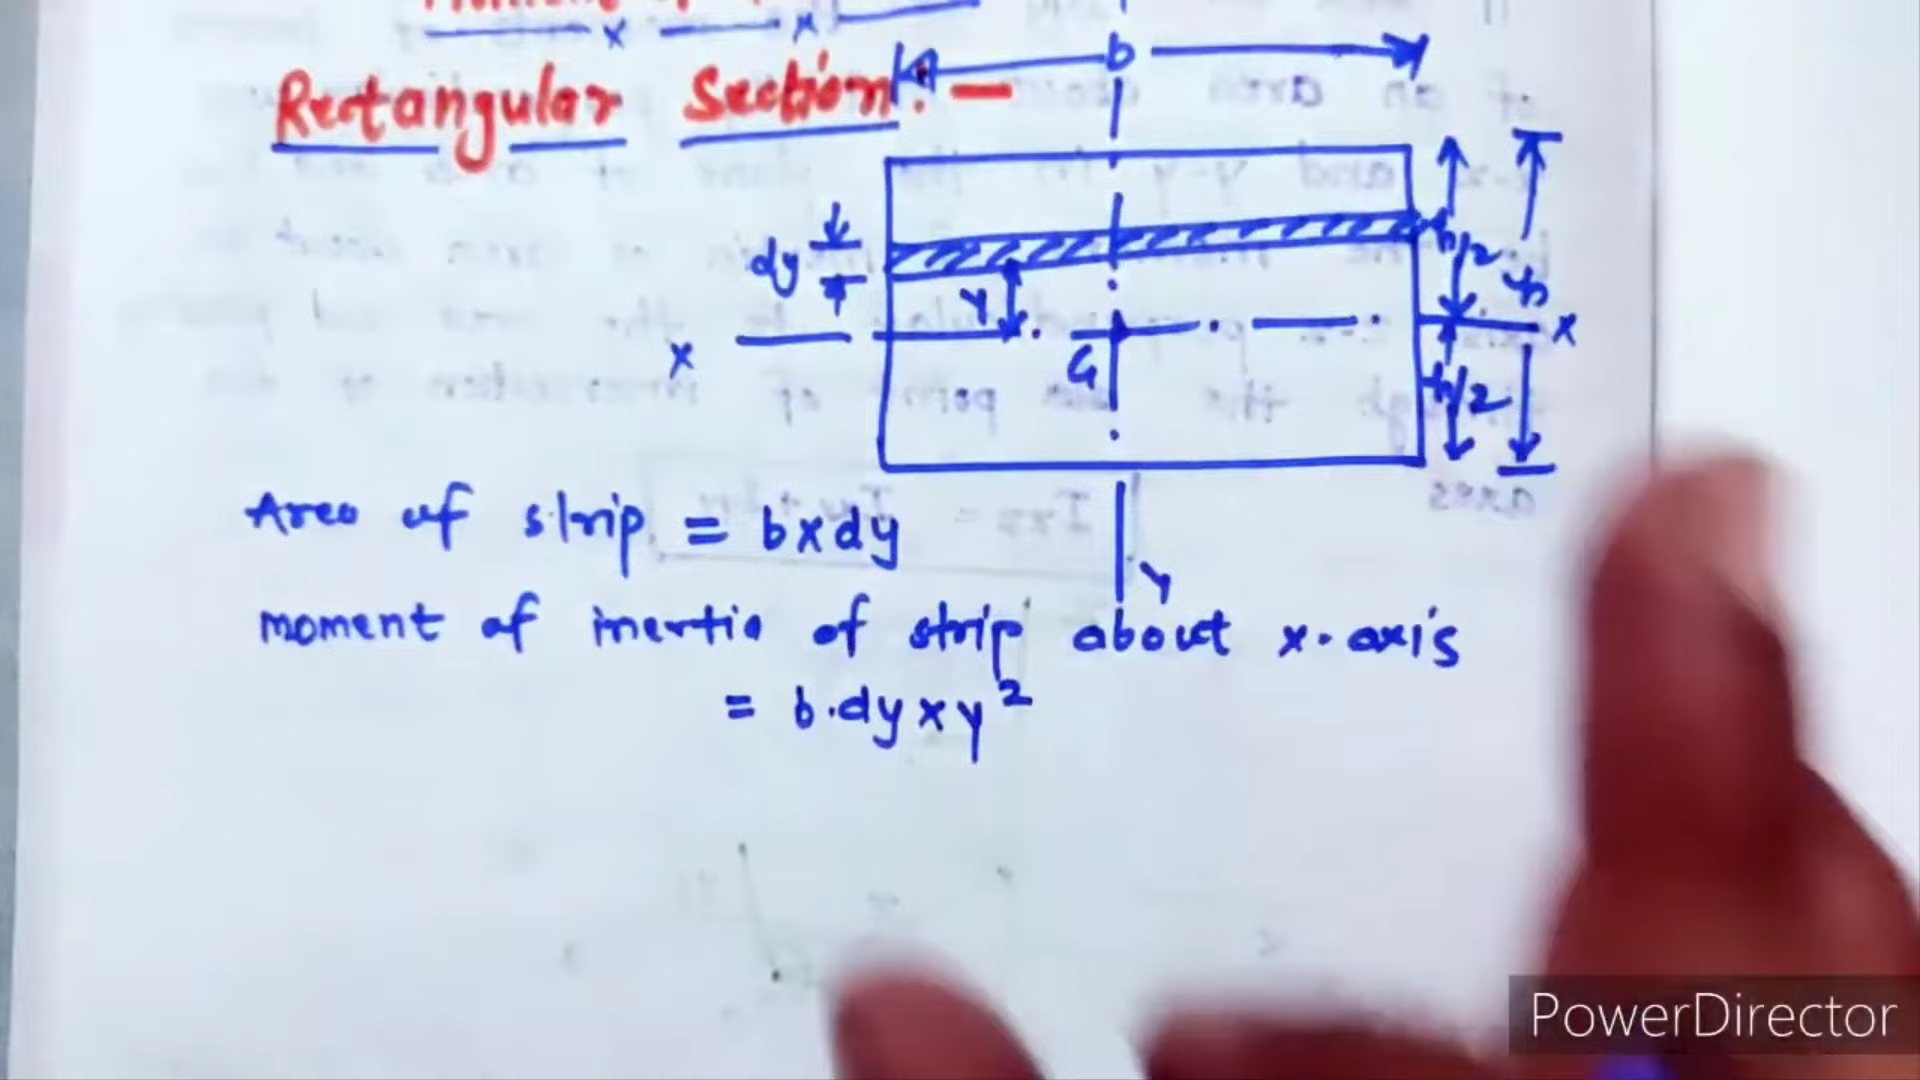 Rectangular Section: —
b
dy
Y
h/2
h
X
X
G
h/2
Area of strip = b x dy
Y
moment of inertia of strip about x-axis
= b.dy x y²
PowerDirector